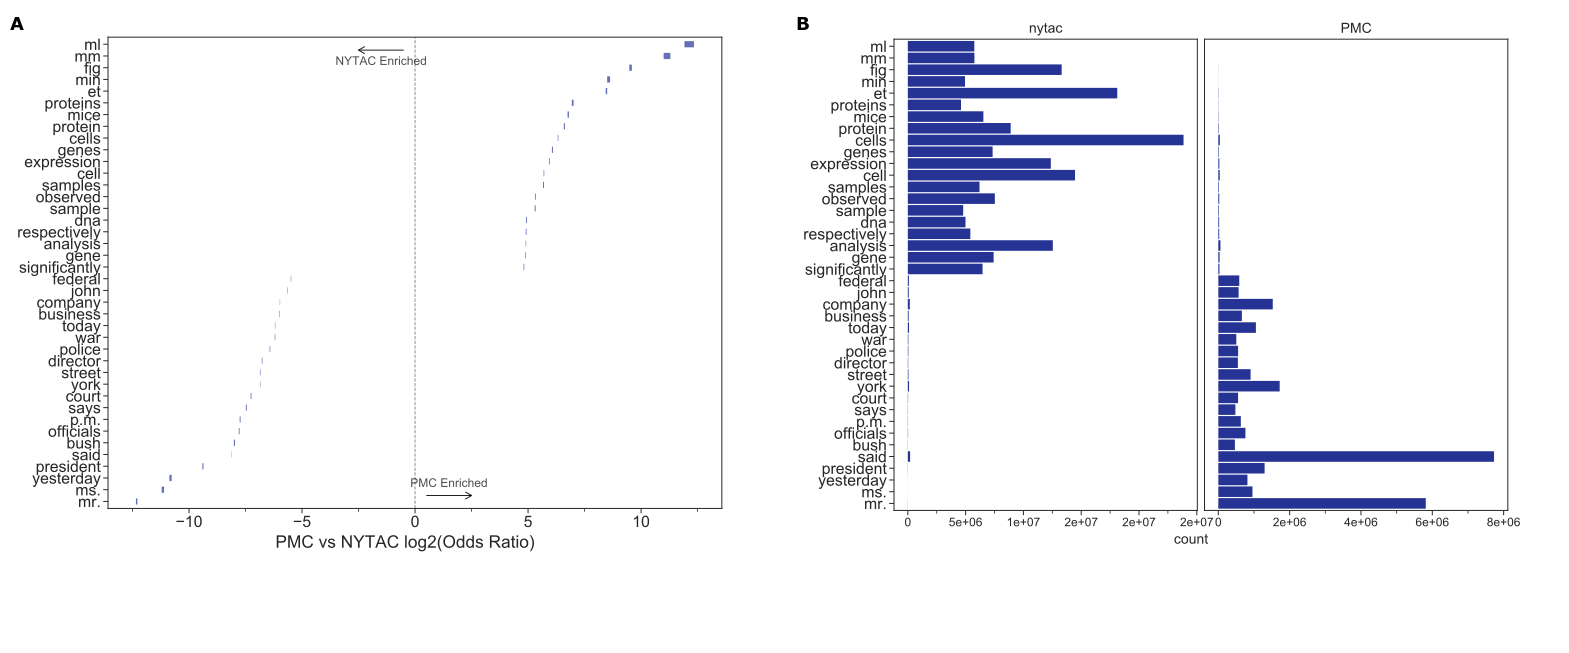 A
ml
mm
fig
min
et
proteins
mice
protein
cells
genes
expression
cell
samples
observed
sample
dna
respectively
analysis
gene
significantly
federal
john
company
business
today
war
police
director
street
york
court
says
p.m.
officials
bush
said
president
yesterday
ms.
mr.
NYTAC Enriched
PMC Enriched
−10
−5
0
5
10
PMC vs NYTAC log2(Odds Ratio)
B
nytac
PMC
ml
mm
fig
min
et
proteins
mice
protein
cells
genes
expression
cell
samples
observed
sample
dna
respectively
analysis
gene
significantly
federal
john
company
business
today
war
police
director
street
york
court
says
p.m.
officials
bush
said
president
yesterday
ms.
mr.
0
5e+06
1e+07
2e+07
2e+07
2e+07
0
2e+06
4e+06
6e+06
8e+06
count